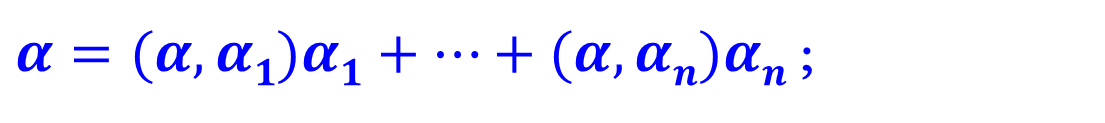 𝜶 = (𝜶, 𝜶₁)𝜶₁ + ⋯ + (𝜶, 𝜶ₙ)𝜶ₙ ;